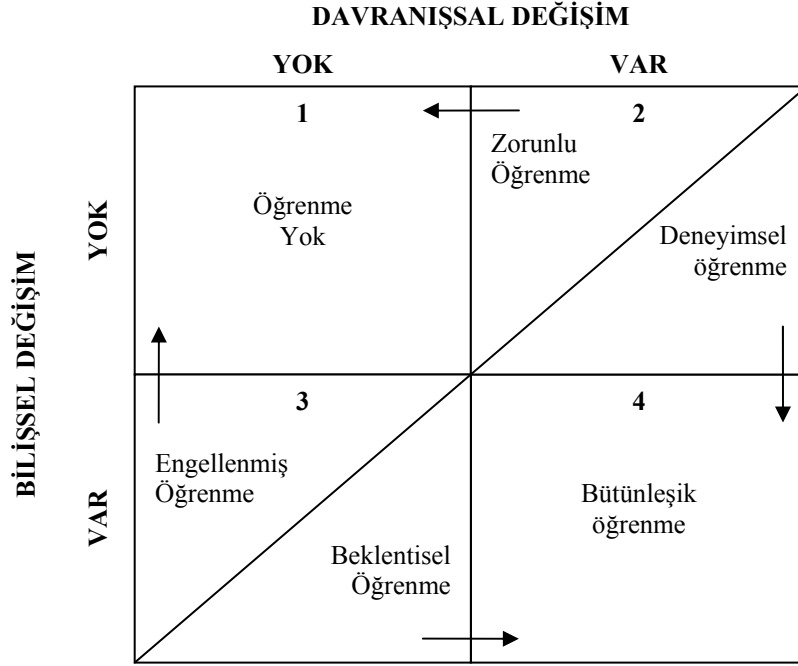 DAVRANIŞSAL DEĞİŞİM
YOK
VAR
BİLİŞSEL DEĞİŞİM
YOK
1
Öğrenme
Yok
2
Zorunlu
Öğrenme
Deneyimsel
öğrenme
VAR
3
Engellenmiş
Öğrenme
Beklentisel
Öğrenme
4
Bütünleşik
öğrenme